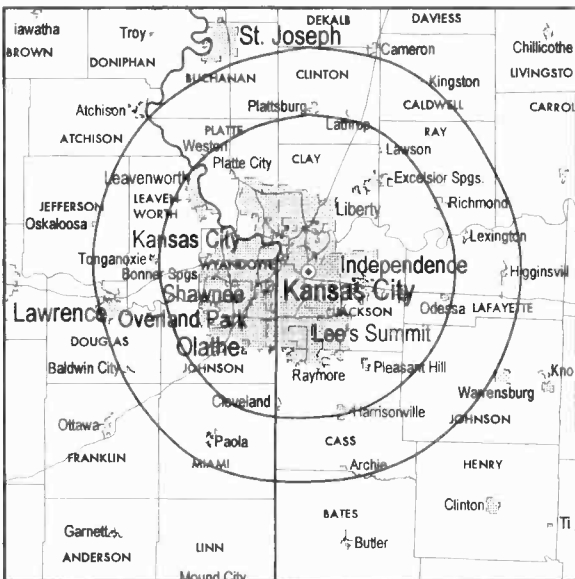 DEKALB
DAVIESS
iawatha
Troy
St. Joseph
Cameron
Chillicothe
BROWN
DONIPHAN
BUCHANAN
CLINTON
LIVINGSTO
Kingston
Atchison
Plattsburg
CALDWELL
CARROL
Lathrop
ATCHISON
PLATTE
RAY
Weston
Lawson
Platte City
CLAY
Leavenworth
Excelsior Spgs.
LEAVEN
WORTH
JEFFERSON
Liberty
Richmond
Oskaloosa
Kansas City
Lexington
Tonganoxie
WYANDOTTE
Independence
Bonner Spgs.
Higginsvill
Shawnee
Kansas City
Lawrence
Overland Park
JACKSON
Odessa
LAFAYETTE
DOUGLAS
Olathe
Lee's Summit
Baldwin City
JOHNSON
Raymore
Pleasant Hill
Kno
Warrensburg
Cleveland
Harrisonville
JOHNSON
Ottawa
Paola
CASS
FRANKLIN
MIAMI
Archie
HENRY
Clinton
BATES
Ti
Garnett
Butler
LINN
ANDERSON
Mound City